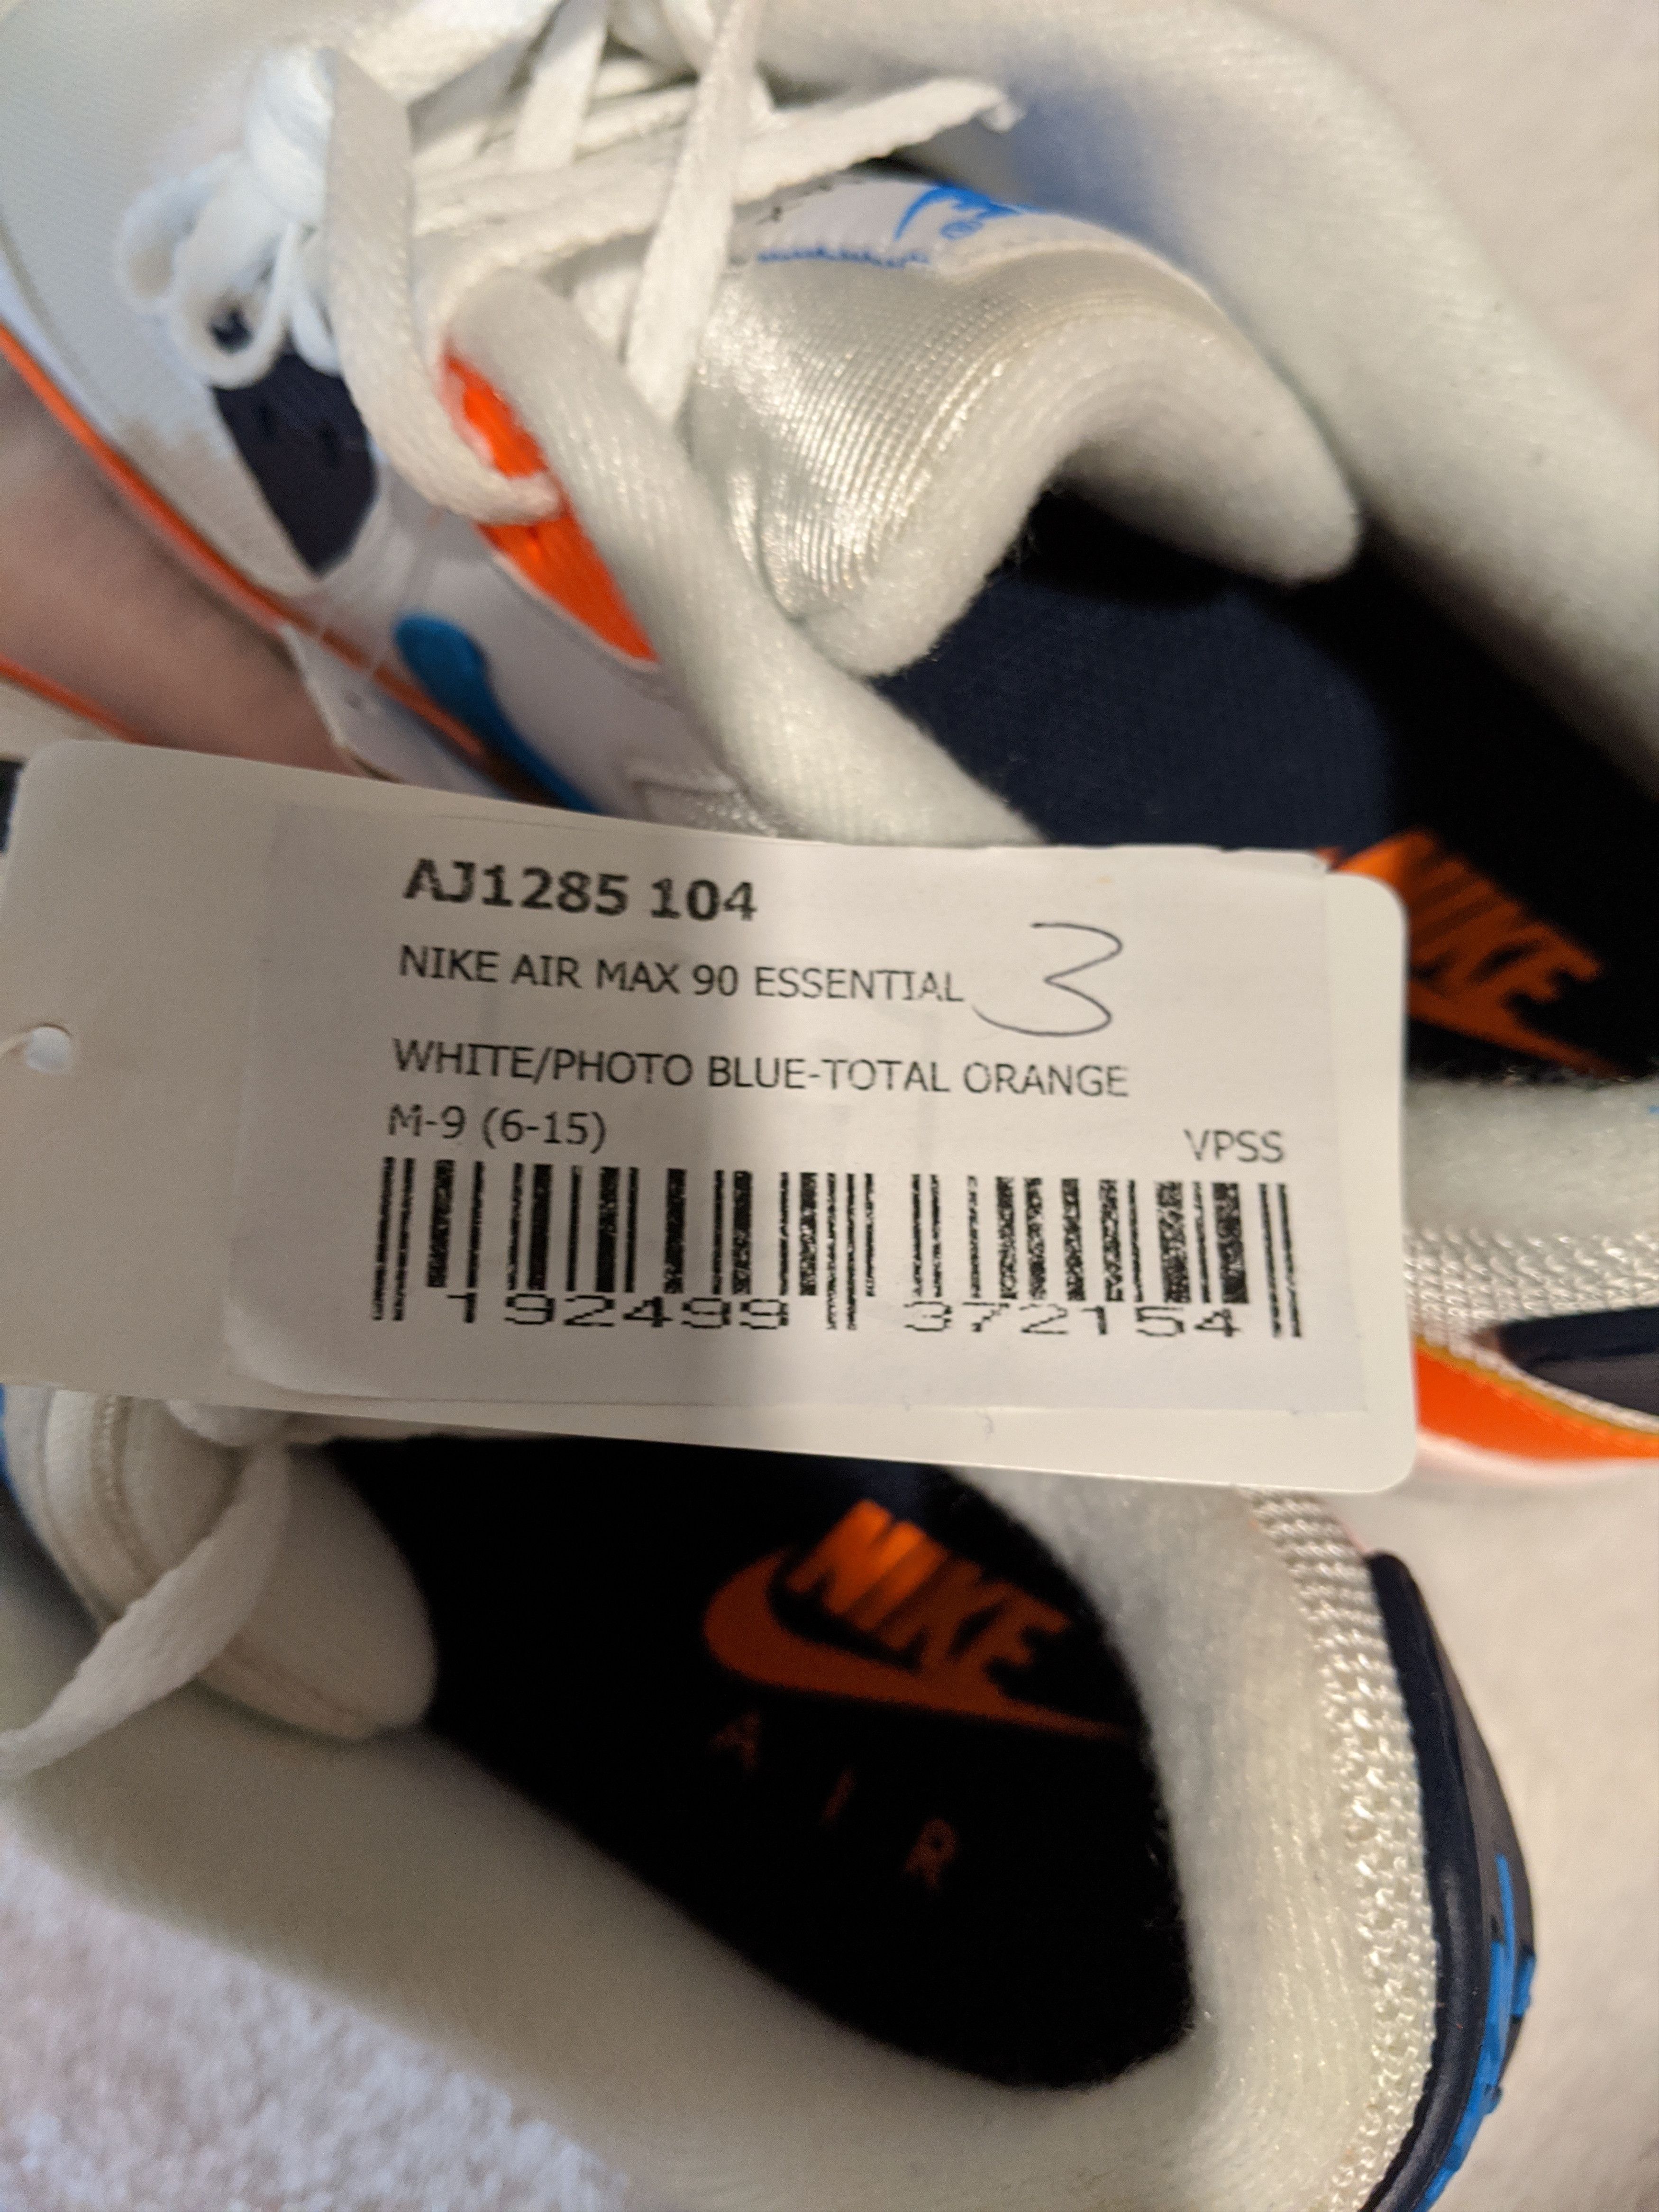 AJ1285 104
NIKE AIR MAX 90 ESSENTIAL
3
WHITE/PHOTO BLUE-TOTAL ORANGE
M-9 (6-15)
VPSS
192499 372154
NIKE
NIKE
AIR